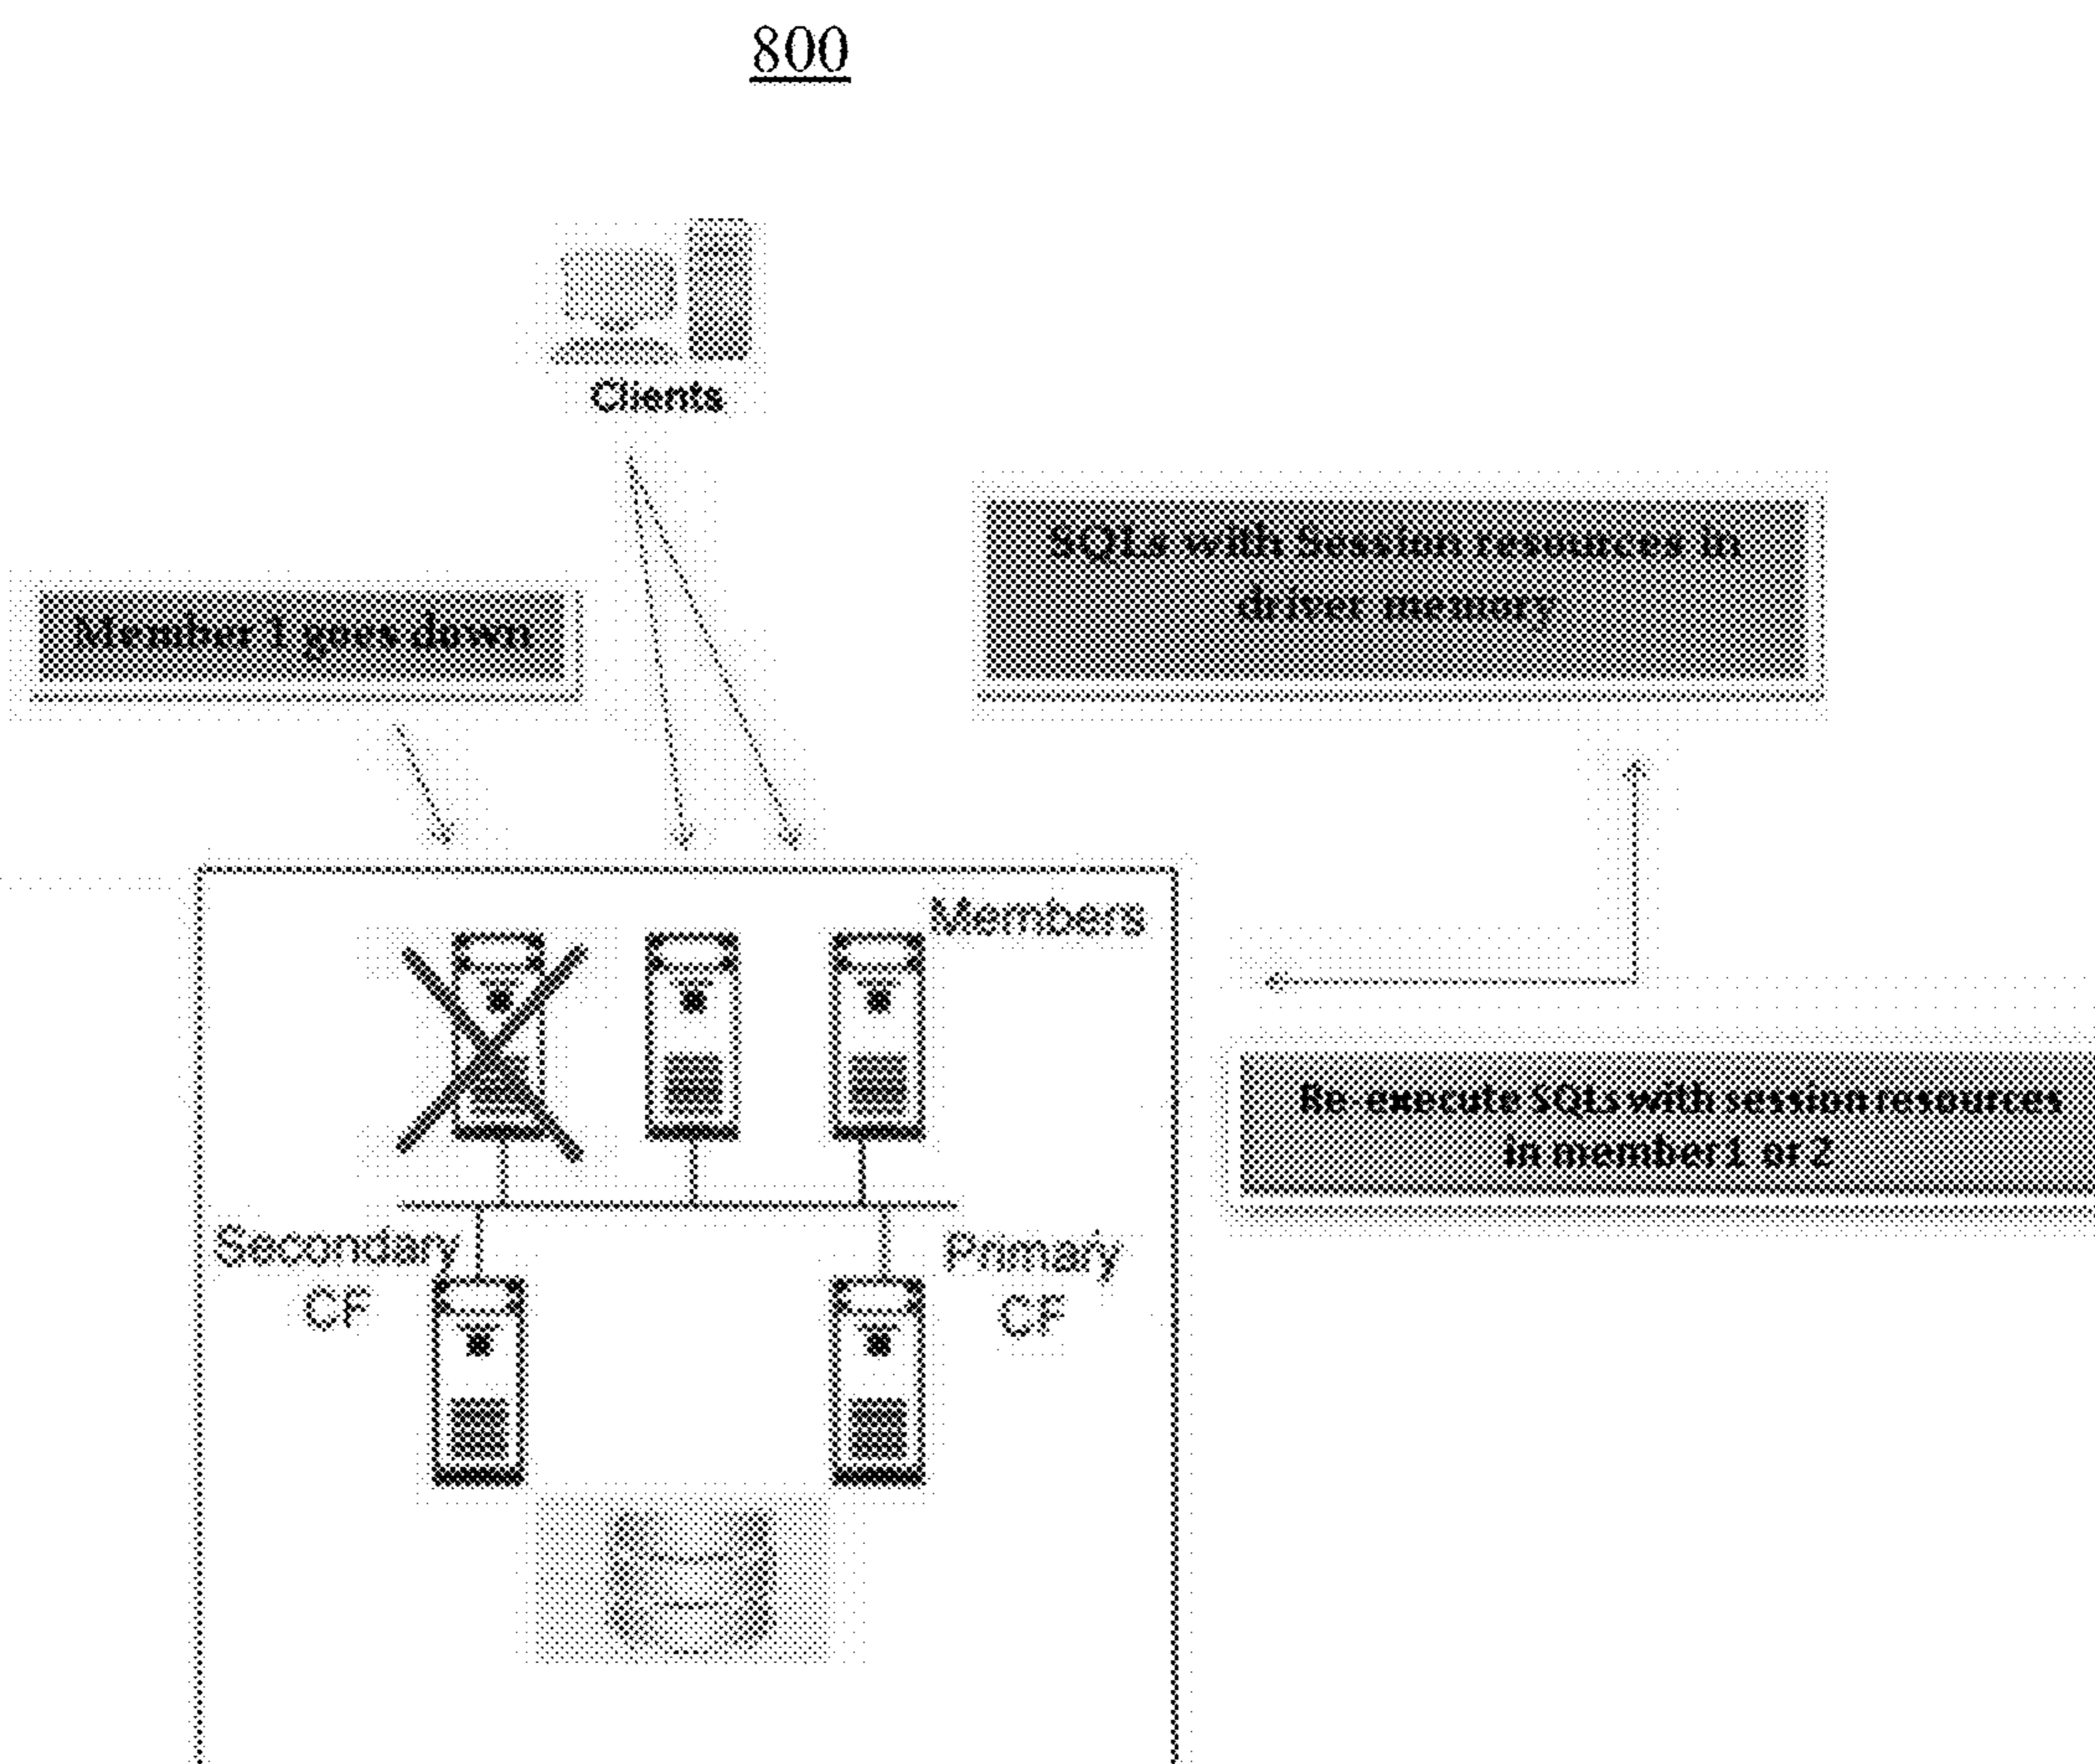 800
Clients
SQLs with Session resources in
driver memory
Member 1 goes down
Members
Re-execute SQLs with session resources
in member1 or 2
Secondary
CF
Primary
CF